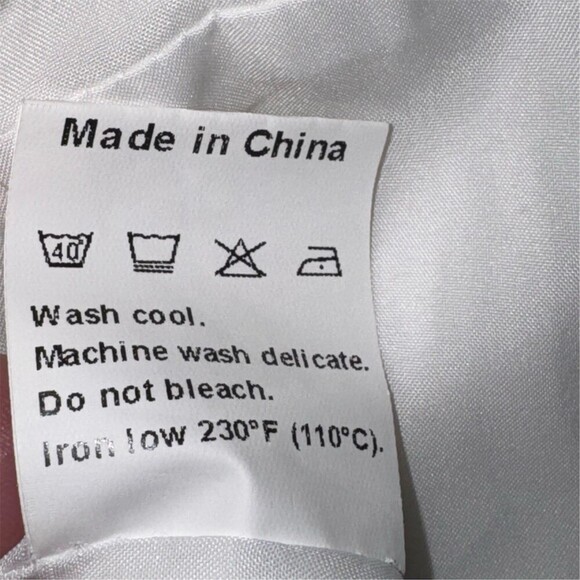 Made in China
40°
Wash cool.
Machine wash delicate.
Do not bleach.
Iron low 230°F (110°C).